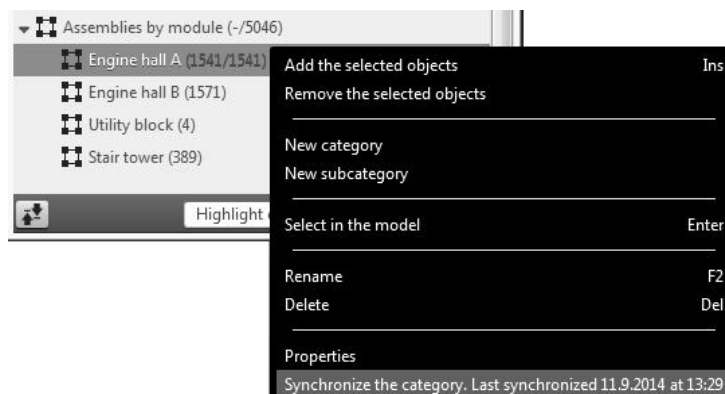 Assemblies by module (-/5046)
Engine hall A (1541/1541)
Engine hall B (1571)
Utility block (4)
Stair tower (389)
Highlight
Add the selected objects Ins
Remove the selected objects
New category
New subcategory
Select in the model Enter
Rename F2
Delete Del
Properties
Synchronize the category. Last synchronized 11.9.2014 at 13:29